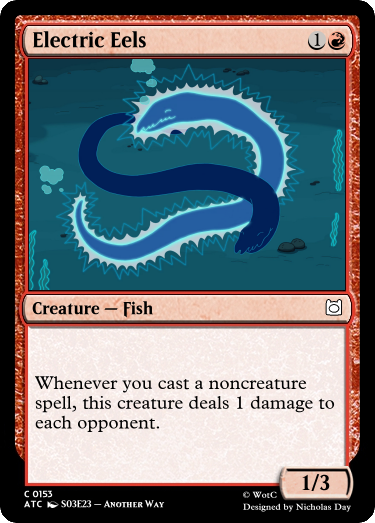 Electric Eels 1
Creature — Fish
Whenever you cast a noncreature
spell, this creature deals 1 damage to
each opponent.
1/3
C 0153
ATC S03E23 – Another Way
© WotC
Designed by Nicholas Day